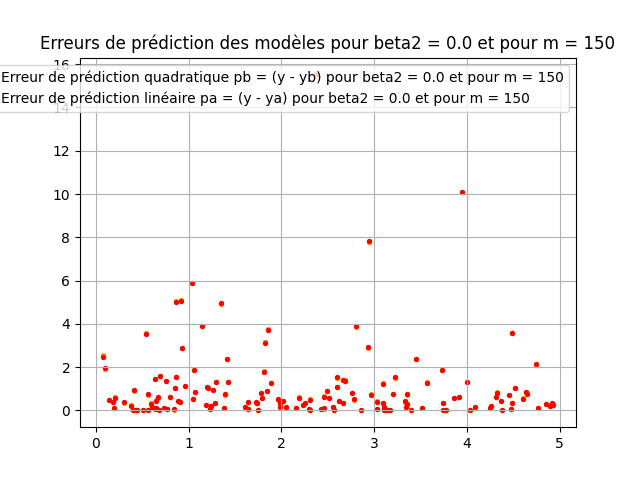 Erreurs de prédiction des modèles pour beta2 = 0.0 et pour m = 150
Erreur de prédiction quadratique pb = (y - yb) pour beta2 = 0.0 et pour m = 150
Erreur de prédiction linéaire pa = (y - ya) pour beta2 = 0.0 et pour m = 150
16
14
12
10
8
6
4
2
0
0 1 2 3 4 5